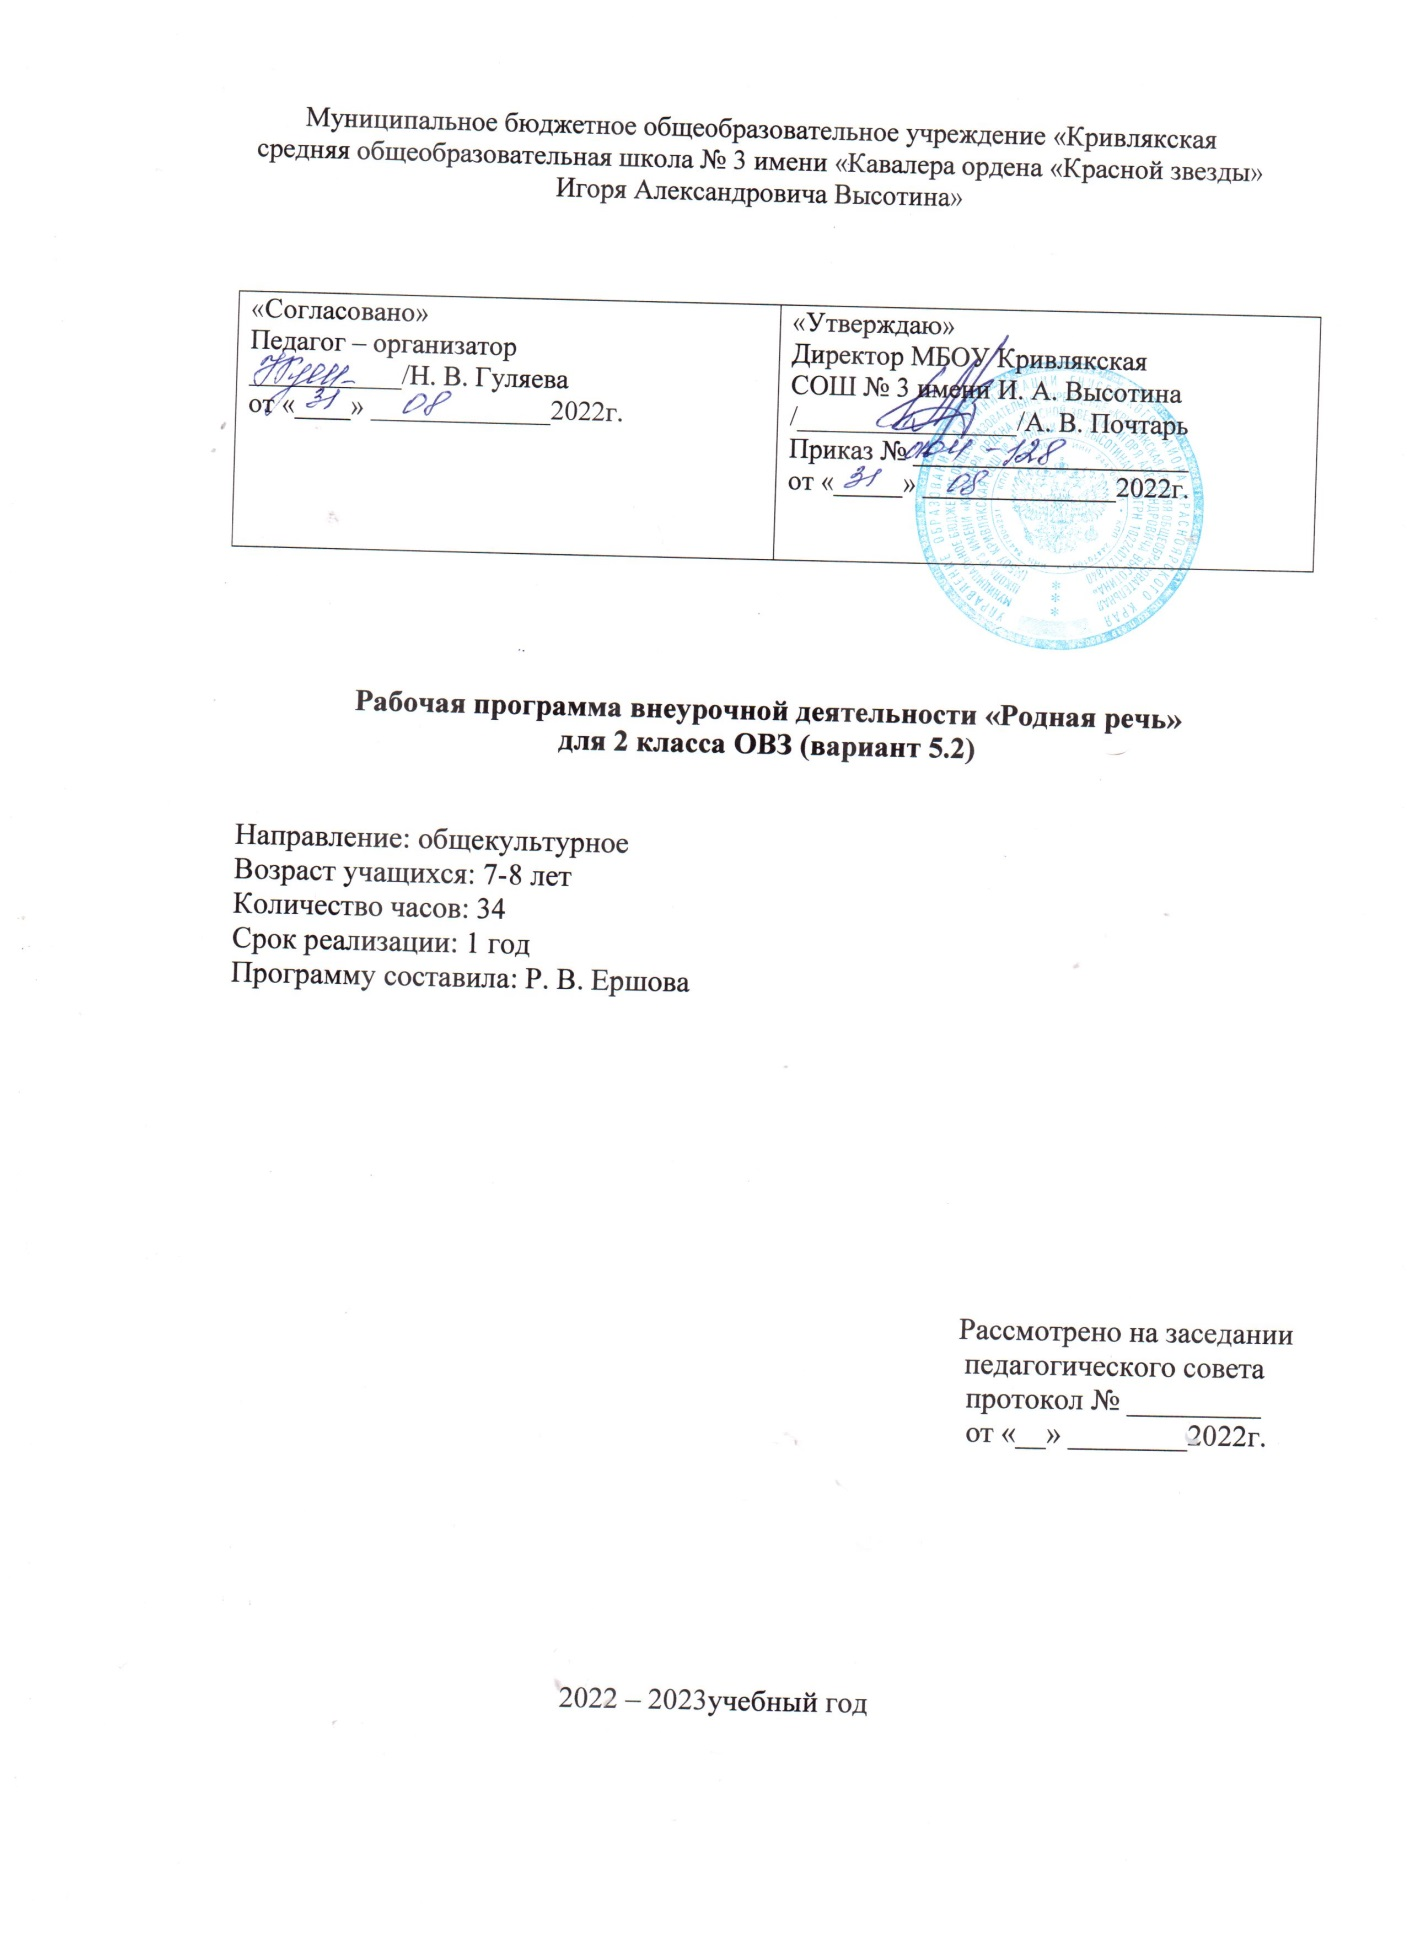 Муниципальное бюджетное общеобразовательное учреждение «Кривлякская
средняя общеобразовательная школа № 3 имени «Кавалера ордена «Красной звезды»
Игоря Александровича Высотина»
«Согласовано»
Педагог – организатор
____________/Н. В. Гуляева
от «31» 08 2022г.
«Утверждаю»
Директор МБОУ Кривлякская
СОШ № 3 имени И. А. Высотина
/________________/А. В. Почтарь
Приказ № - 128
от «31» 08 2022г.
Рабочая программа внеурочной деятельности «Родная речь»
для 2 класса ОВЗ (вариант 5.2)
Направление: общекультурное
Возраст учащихся: 7-8 лет
Количество часов: 34
Срок реализации: 1 год
Программу составила: Р. В. Ершова
Рассмотрено на заседании
педагогического совета
протокол № _________
от «__» ________2022г.
2022 – 2023учебный год